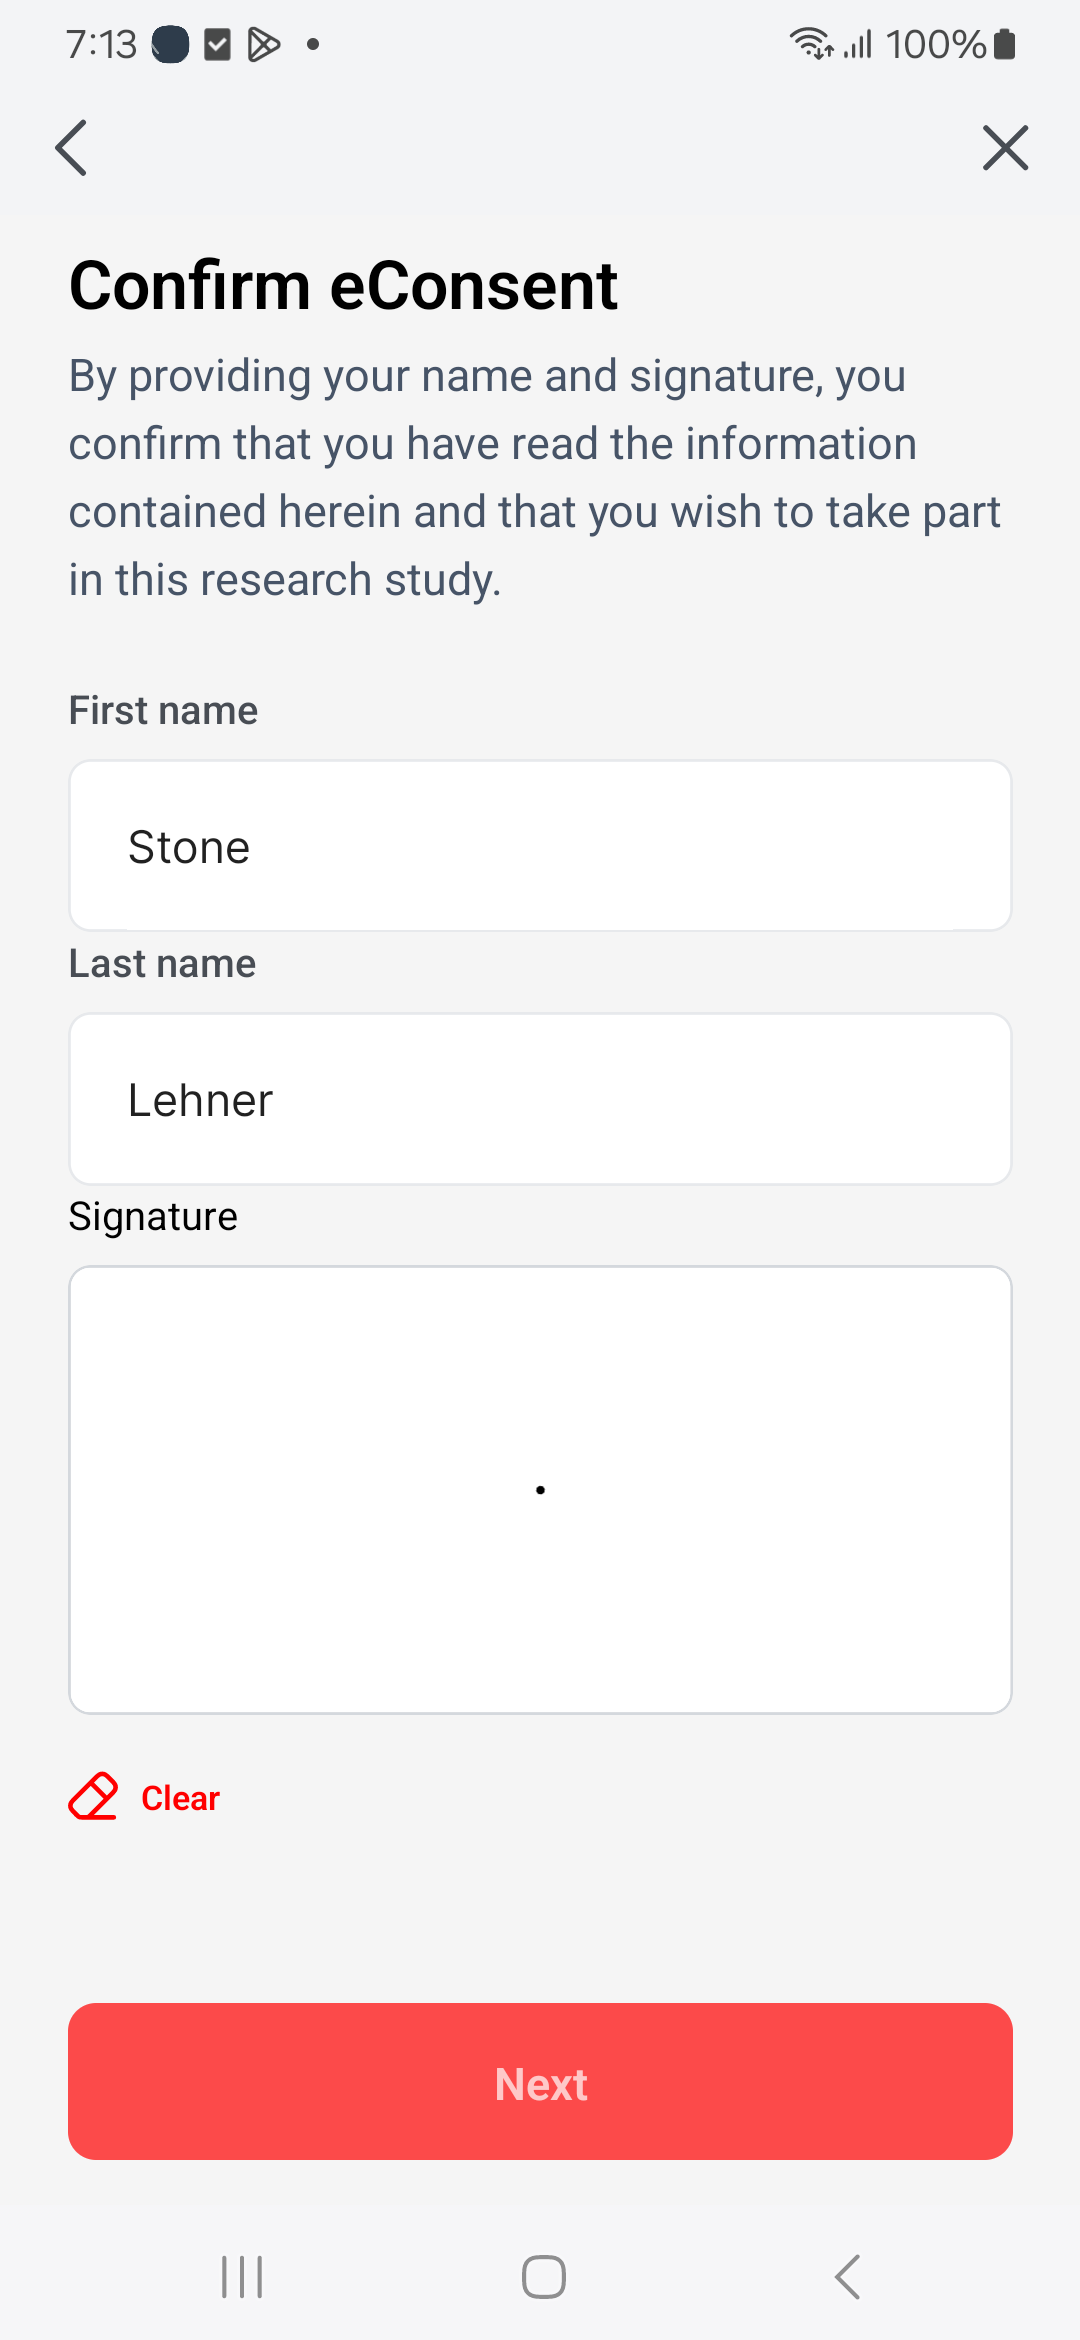 7:13
100%
Confirm eConsent
By providing your name and signature, you
confirm that you have read the information
contained herein and that you wish to take part
in this research study.
First name
Stone
Last name
Lehner
Signature
Clear
Next